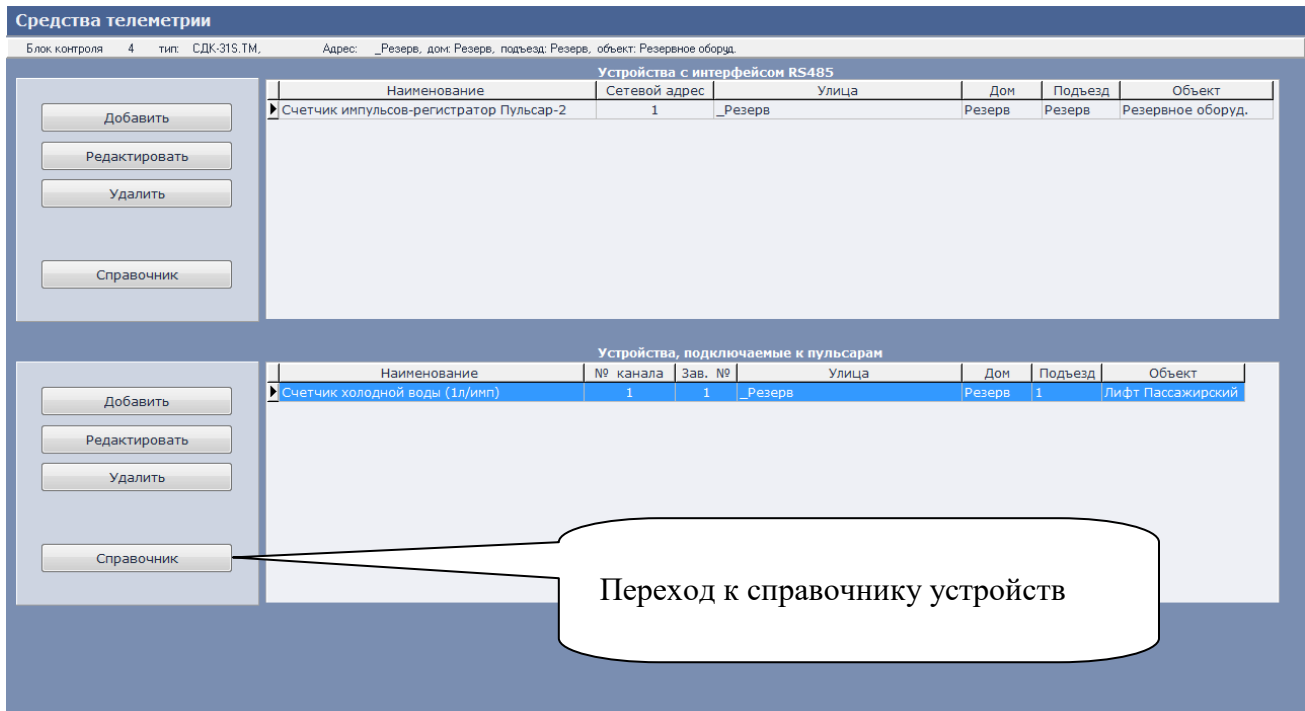 Средства телеметрии
Блок контроля 4 тип: СДК-31S.TM, Адрес: _Резерв, дом: Резерв, подъезд: Резерв, объект: Резервное оборуд.
Устройства с интерфейсом RS485
Наименование Сетевой адрес Улица Дом Подъезд Объект
Счетчик импульсов-регистратор Пульсар-2 1 _Резерв Резерв Резерв Резервное оборуд.
Добавить
Редактировать
Удалить
Справочник
Устройства, подключаемые к пульсарам
Наименование № канала Зав. № Улица Дом Подъезд Объект
Счетчик холодной воды (1л/имп) 1 1 _Резерв Резерв 1 Лифт Пассажирский
Добавить
Редактировать
Удалить
Справочник
Переход к справочнику устройств